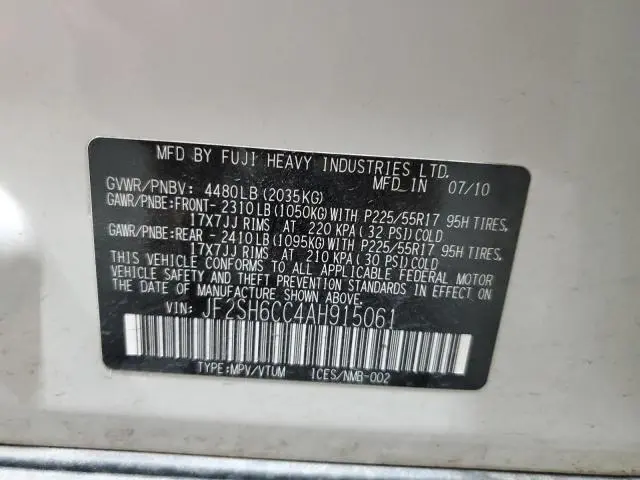 MFD BY FUJI HEAVY INDUSTRIES LTD.
MFD IN 07/10
GVWR/PNBV: 4480LB(2035KG)
GAWR/PNBE:FRONT- 2310LB(1050KG)WITH P225/55R17 95H TIRES,
17X7JJ RIMS AT 220 KPA(32 PSI)COLD
GAWR/PNBE:REAR - 2410LB(1095KG)WITH P225/55R17 95H TIRES,
17X7JJ RIMS AT 210 KPA(30 PSI)COLD
THIS VEHICLE CONFORMS TO ALL APPLICABLE FEDERAL MOTOR
VEHICLE SAFETY AND THEFT PREVENTION STANDARDS IN EFFECT ON
THE DATE OF MANUFACTURE SHOWN ABOVE.
VIN: JF2SH6CC4AH915061
TYPE:MPV/VTUM ICES/NMB-002